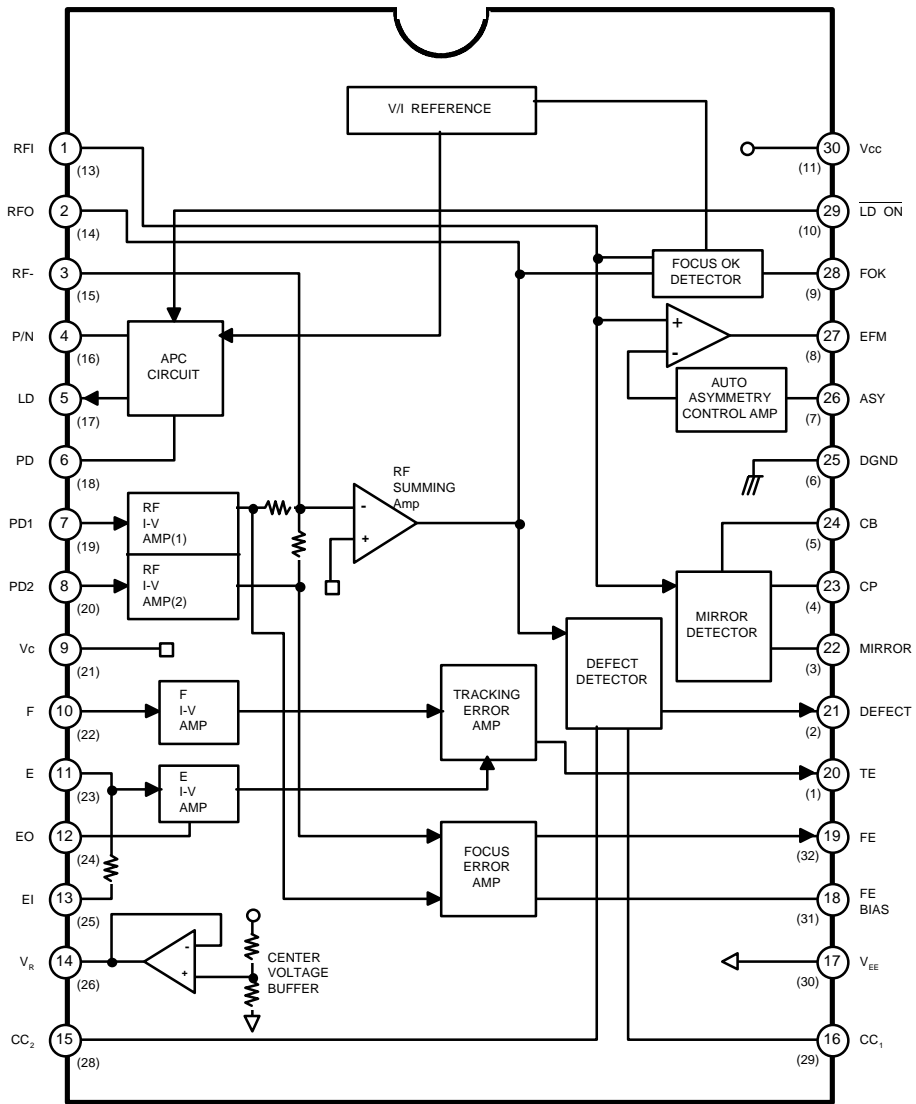 V/I REFERENCE
RFI 1 (13)
RFO 2 (14)
RF- 3 (15)
P/N 4 (16)
LD 5 (17)
PD 6 (18)
PD1 7 (19)
PD2 8 (20)
Vc 9 (21)
F 10 (22)
E 11 (23)
EO 12 (24)
EI 13 (25)
VR 14 (26)
CC2 15 (28)
APC
CIRCUIT
RF
I-V
AMP(1)
RF
I-V
AMP(2)
F
I-V
AMP
E
I-V
AMP
RF
SUMMING
Amp
-
+
-
+
CENTER
VOLTAGE
BUFFER
TRACKING
ERROR
AMP
FOCUS
ERROR
AMP
DEFECT
DETECTOR
FOCUS OK
DETECTOR
+
-
AUTO
ASYMMETRY
CONTROL AMP
MIRROR
DETECTOR
30 Vcc (11)
29 LD ON (10)
28 FOK (9)
27 EFM (8)
26 ASY (7)
25 DGND (6)
24 CB (5)
23 CP (4)
22 MIRROR (3)
21 DEFECT (2)
20 TE (1)
19 FE (32)
18 FE BIAS (31)
17 VEE (30)
16 CC1 (29)